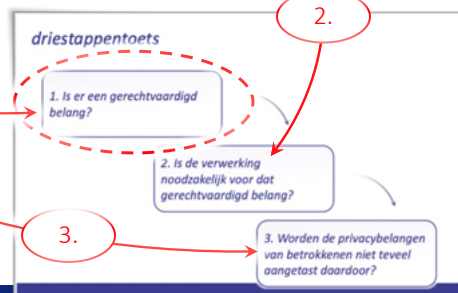 2.
driestappentoets
1. Is er een gerechtvaardigd
belang?
2. Is de verwerking
noodzakelijk voor dat
gerechtvaardigd belang?
3.
3. Worden de privacybelangen
van betrokkenen niet teveel
aangetast daardoor?